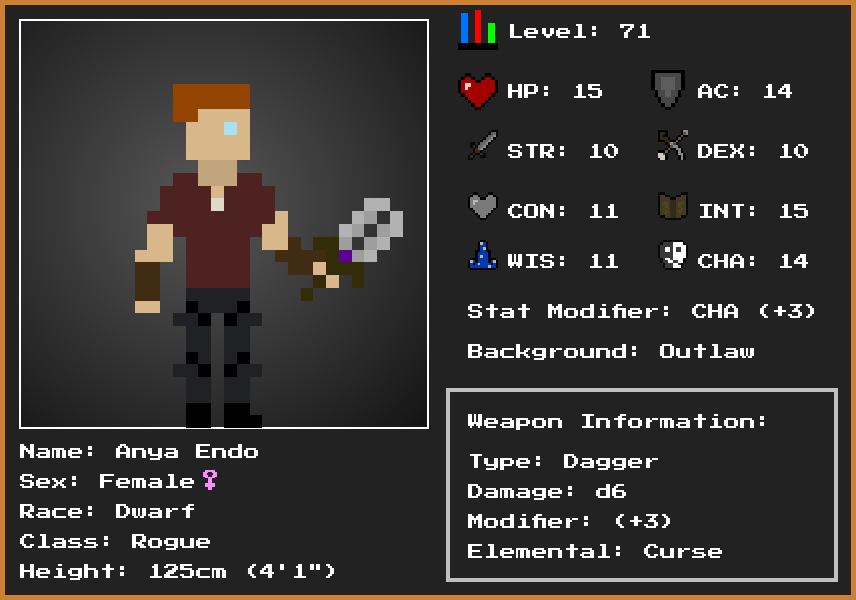 Level: 71
HP: 15
AC: 14
STR: 10
DEX: 10
CON: 11
INT: 15
WIS: 11
CHA: 14
Stat Modifier: CHA (+3)
Background: Outlaw
Weapon Information:
Type: Dagger
Damage: d6
Modifier: (+3)
Elemental: Curse
Name: Anya Endo
Sex: Female♀
Race: Dwarf
Class: Rogue
Height: 125cm (4'1")